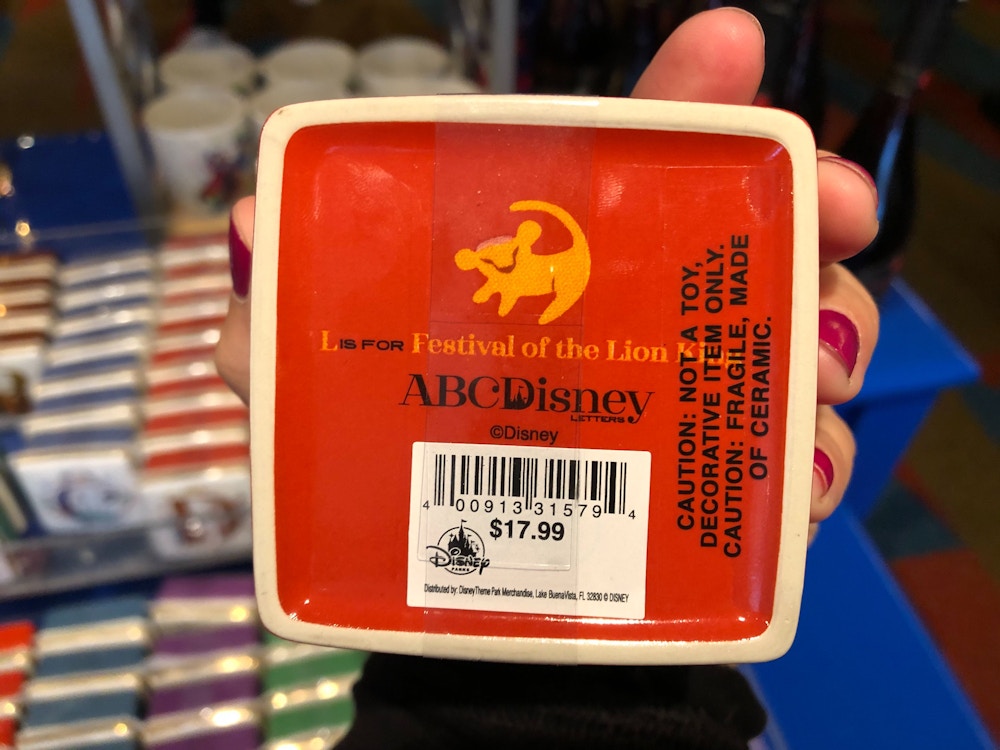 L IS FOR Festival of the Lion King
ABCDisney
LETTERS
©Disney
4 00913 31579 4
$17.99
Disney
PARKS
Distributed by: Disney Theme Park Merchandise, Lake Buena Vista, FL 32830 © DISNEY
CAUTION: NOT A TOY,
DECORATIVE ITEM ONLY.
CAUTION: FRAGILE, MADE
OF CERAMIC.